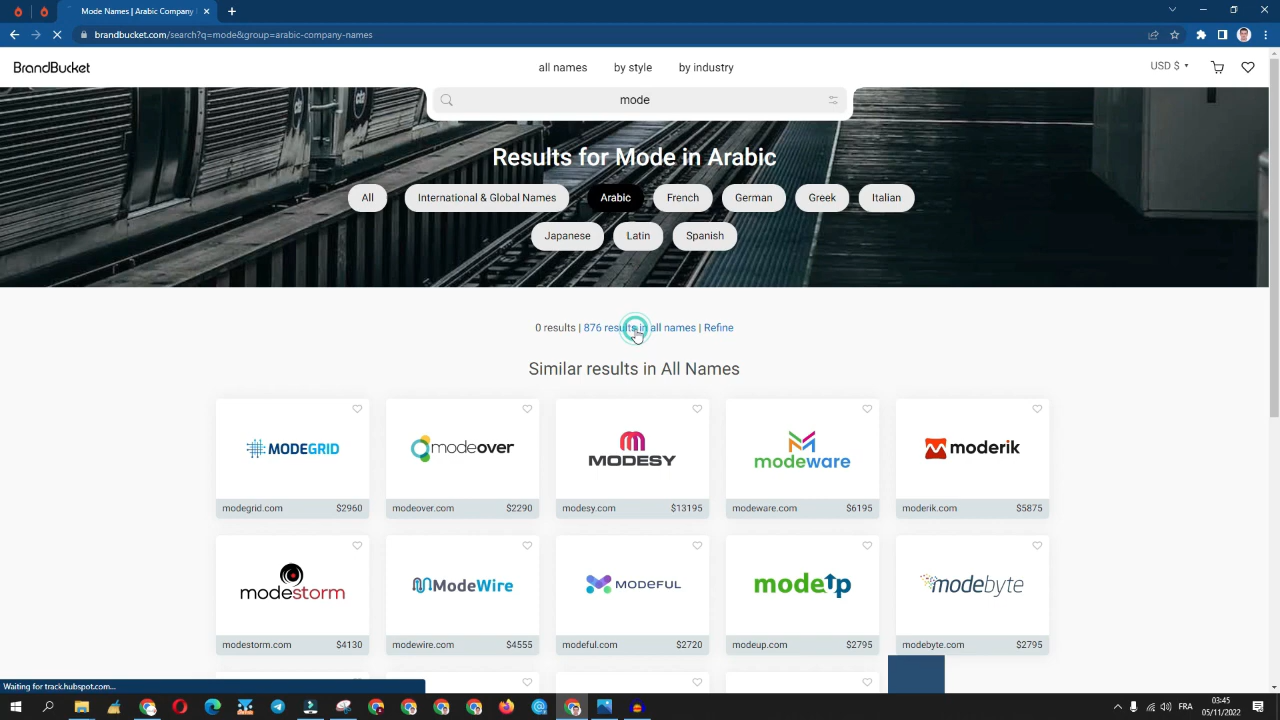 Mode Names | Arabic Company
brandbucket.com/search?q=mode&group=arabic-company-names
BrandBucket
all names
by style
by industry
USD $
mode
Results for Mode in Arabic
All
International & Global Names
Arabic
French
German
Greek
Italian
Japanese
Latin
Spanish
0 results | 876 results in all names | Refine
Similar results in All Names
MODEGRID
modeover
MODESY
modeware
moderik
modegrid.com $2960
modeover.com $2290
modesy.com $13195
modeware.com $6195
moderik.com $5875
modestorm
ModeWire
MODEFUL
modeup
modebyte
modestorm.com $4130
modewire.com $4555
modeful.com $2720
modeup.com $2795
modebyte.com $2795
Waiting for track.hubspot.com...
FRA
03:45
05/11/2022